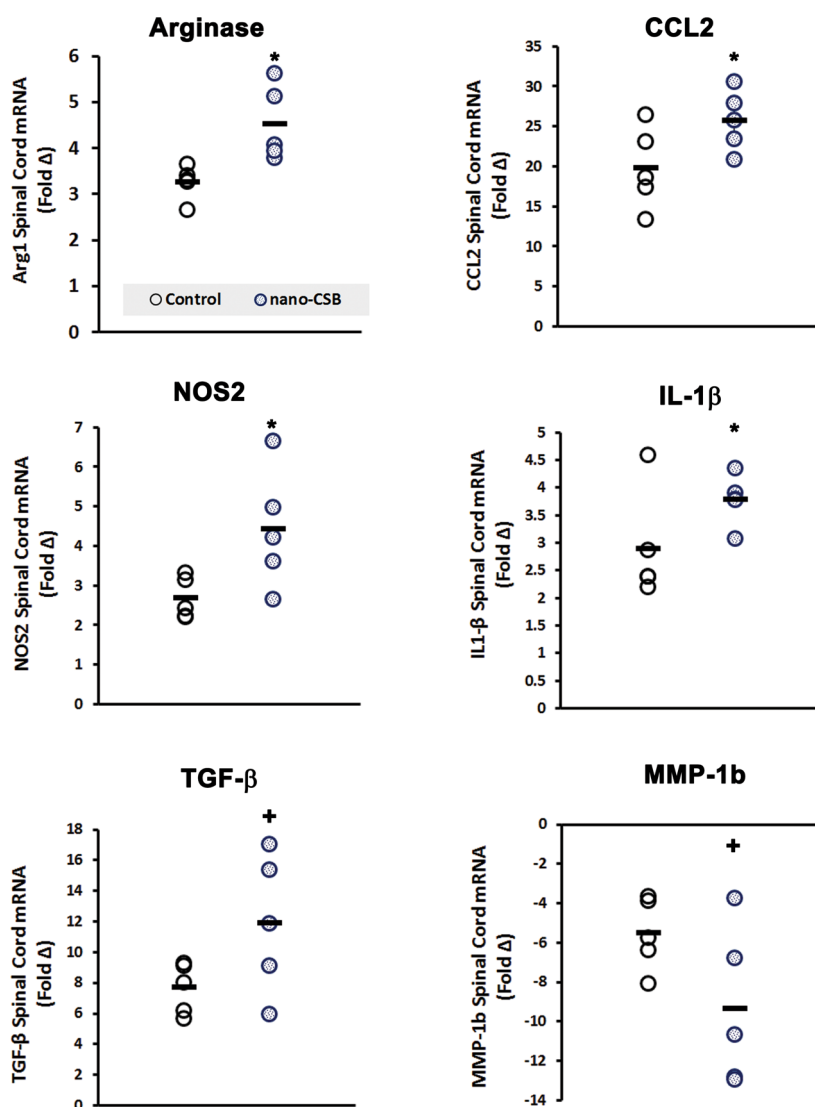 Arginase
6
5
4
3
2
1
0
Arg1 Spinal Cord mRNA
(Fold Δ)
*
Control
nano-CSB
CCL2
35
30
25
20
15
10
5
0
CCL2 Spinal Cord mRNA
(Fold Δ)
*
NOS2
7
6
5
4
3
2
1
0
NOS2 Spinal Cord mRNA
(Fold Δ)
*
IL-1β
5
4.5
4
3.5
3
2.5
2
1.5
1
0.5
0
IL1-β Spinal Cord mRNA
(Fold Δ)
*
TGF-β
18
16
14
12
10
8
6
4
2
0
TGF-β Spinal Cord mRNA
(Fold Δ)
+
MMP-1b
0
-2
-4
-6
-8
-10
-12
-14
MMP-1b Spinal Cord mRNA
(Fold Δ)
+